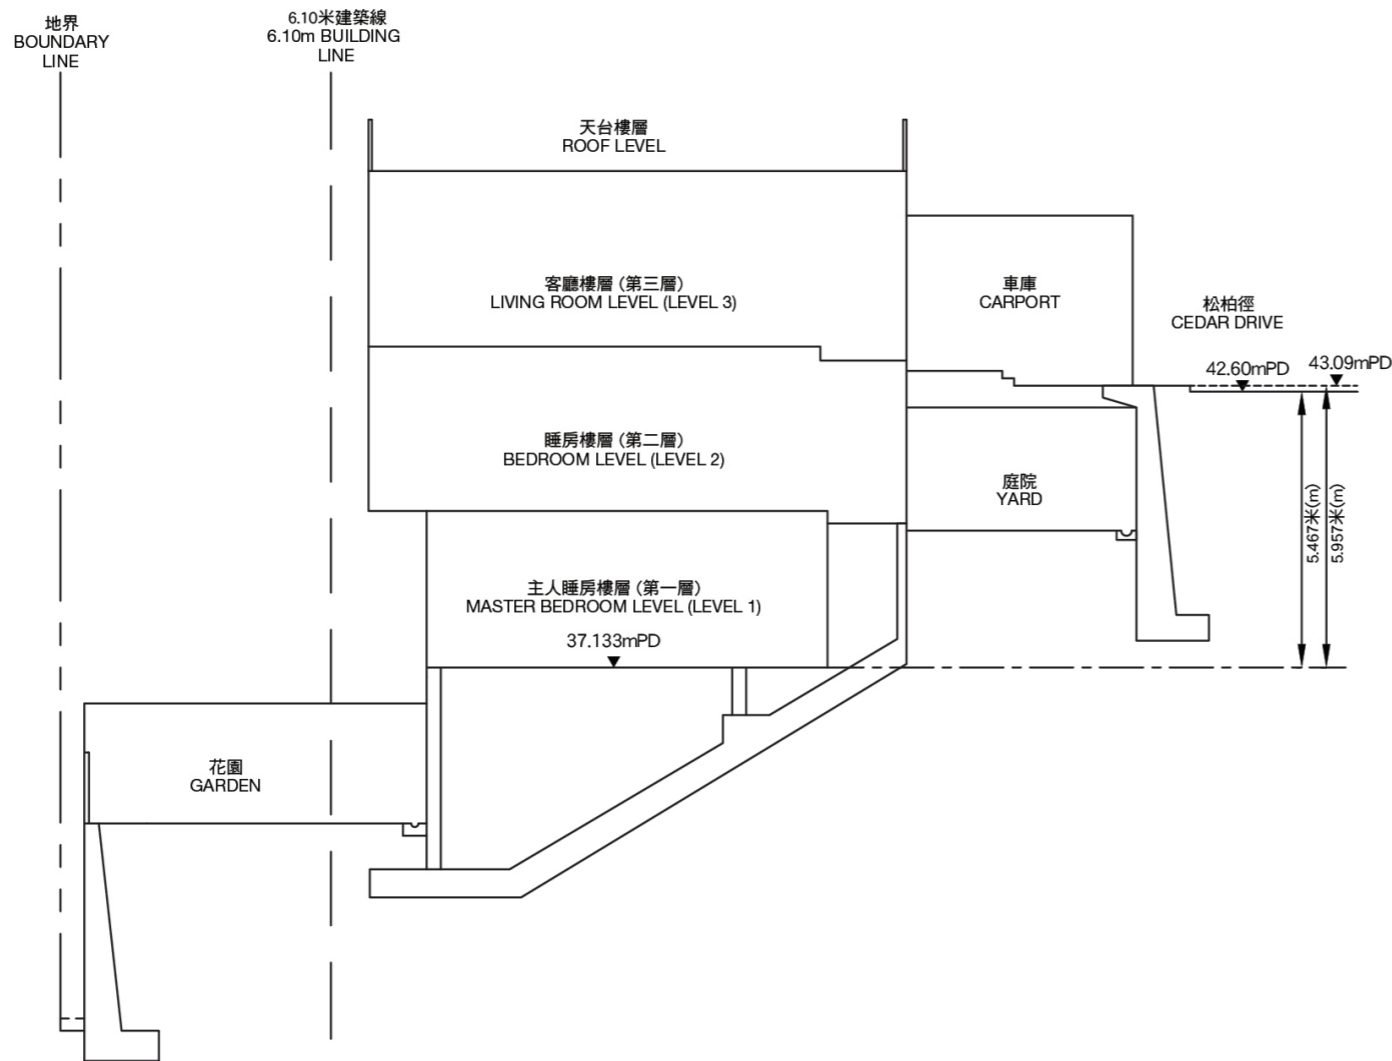 地界
BOUNDARY
LINE
6.10米建築線
6.10m BUILDING
LINE
天台樓層
ROOF LEVEL
客廳樓層 (第三層)
LIVING ROOM LEVEL (LEVEL 3)
車庫
CARPORT
松柏徑
CEDAR DRIVE
42.60mPD
43.09mPD
睡房樓層 (第二層)
BEDROOM LEVEL (LEVEL 2)
庭院
YARD
5.467米(m)
5.957米(m)
主人睡房樓層 (第一層)
MASTER BEDROOM LEVEL (LEVEL 1)
37.133mPD
花園
GARDEN